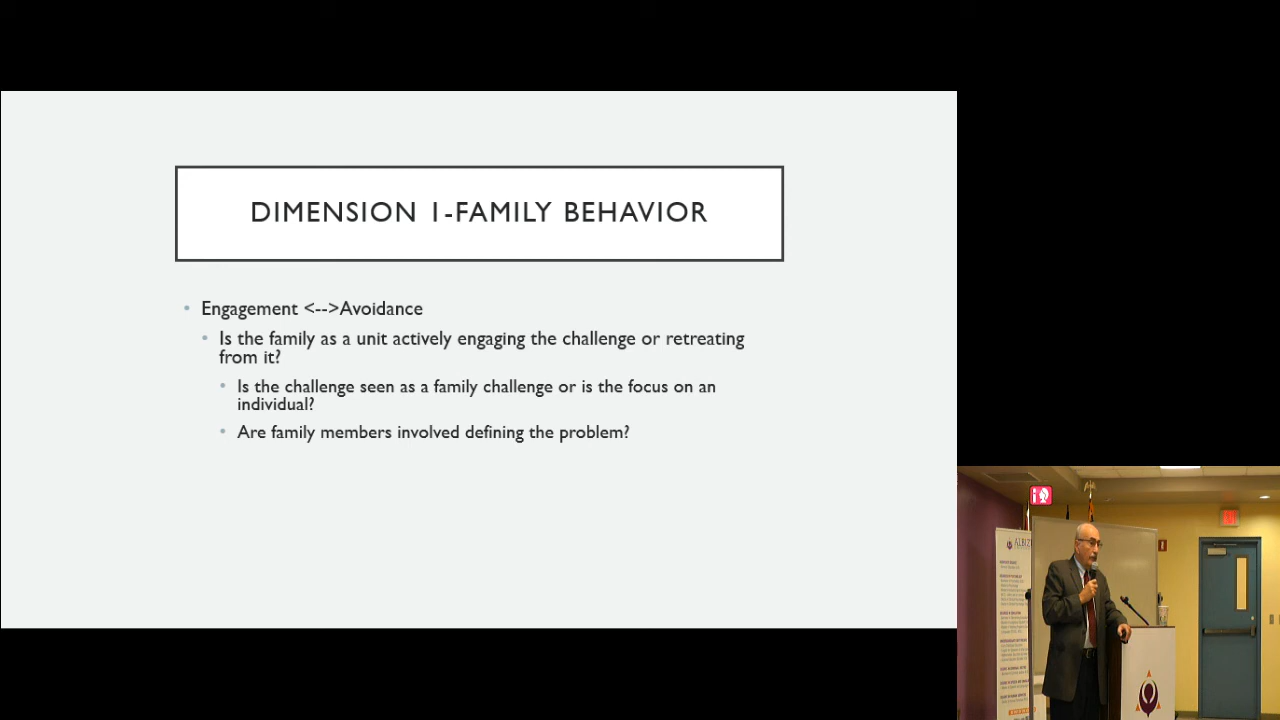 DIMENSION 1-FAMILY BEHAVIOR
• Engagement <-->Avoidance
• Is the family as a unit actively engaging the challenge or retreating
from it?
• Is the challenge seen as a family challenge or is the focus on an
individual?
• Are family members involved defining the problem?
ALBIZ